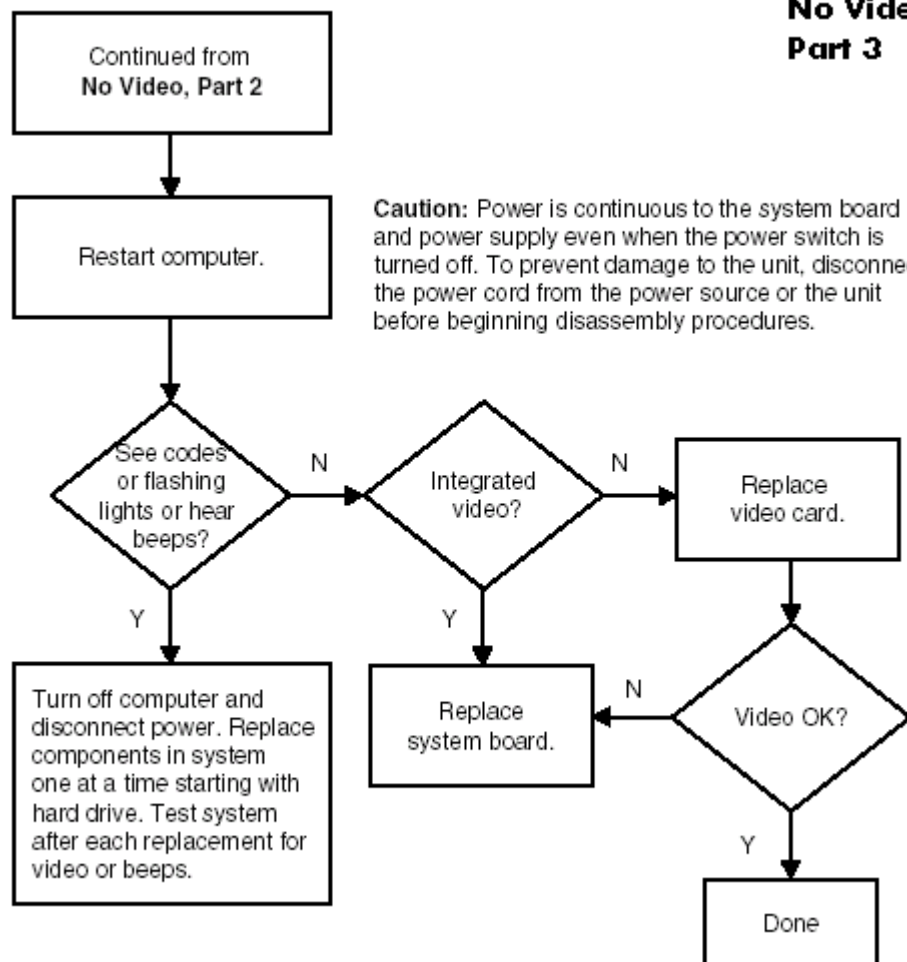 No Vide
Part 3
Continued from
No Video, Part 2
Restart computer.
Caution: Power is continuous to the system board
and power supply even when the power switch is
turned off. To prevent damage to the unit, disconnec
the power cord from the power source or the unit
before beginning disassembly procedures.
See codes
or flashing
lights or hear
beeps?
N
Integrated
video?
N
Replace
video card.
Y
Y
Turn off computer and
disconnect power. Replace
components in system
one at a time starting with
hard drive. Test system
after each replacement for
video or beeps.
Replace
system board.
N
Video OK?
Y
Done